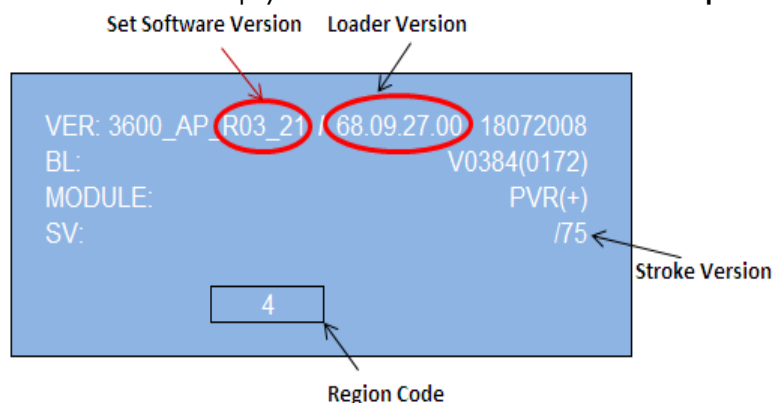 Set Software Version Loader Version
VER: 3600_AP_R03_21 / 68.09.27.00 18072008
BL: V0384(0172)
MODULE: PVR(+)
SV: /75
Stroke Version
4
Region Code